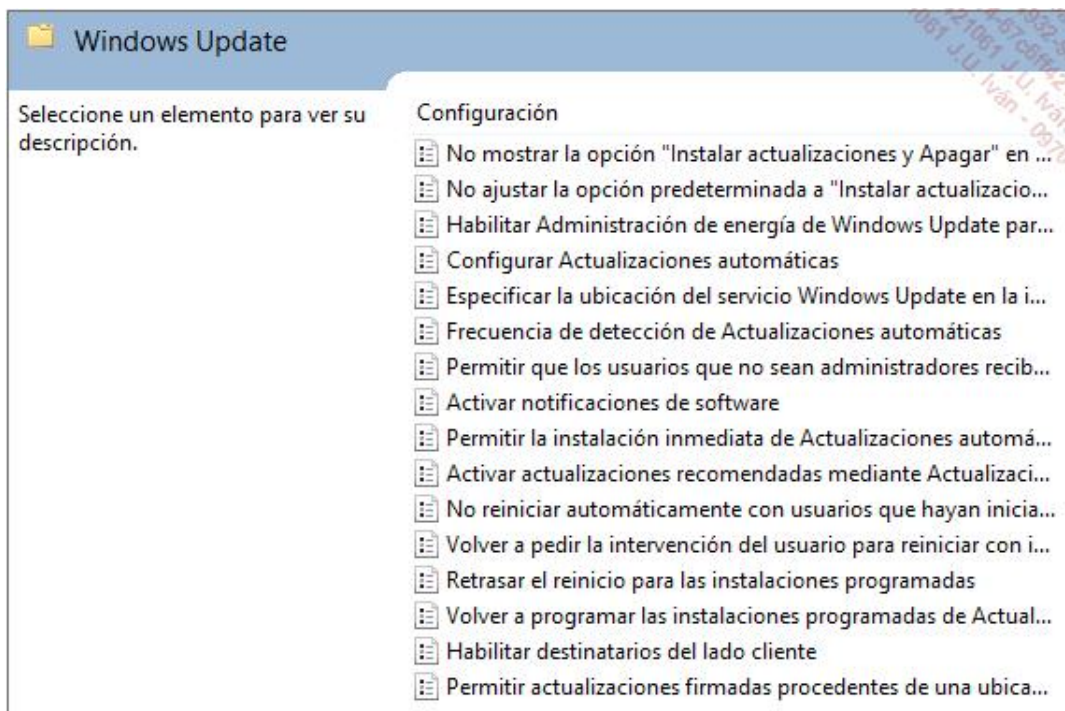 Windows Update
Seleccione un elemento para ver su
descripción.
Configuración
No mostrar la opción "Instalar actualizaciones y Apagar" en ...
No ajustar la opción predeterminada a "Instalar actualizacio...
Habilitar Administración de energía de Windows Update par...
Configurar Actualizaciones automáticas
Especificar la ubicación del servicio Windows Update en la i...
Frecuencia de detección de Actualizaciones automáticas
Permitir que los usuarios que no sean administradores recib...
Activar notificaciones de software
Permitir la instalación inmediata de Actualizaciones automá...
Activar actualizaciones recomendadas mediante Actualizaci...
No reiniciar automáticamente con usuarios que hayan inicia...
Volver a pedir la intervención del usuario para reiniciar con i...
Retrasar el reinicio para las instalaciones programadas
Volver a programar las instalaciones programadas de Actual...
Habilitar destinatarios del lado cliente
Permitir actualizaciones firmadas procedentes de una ubica...